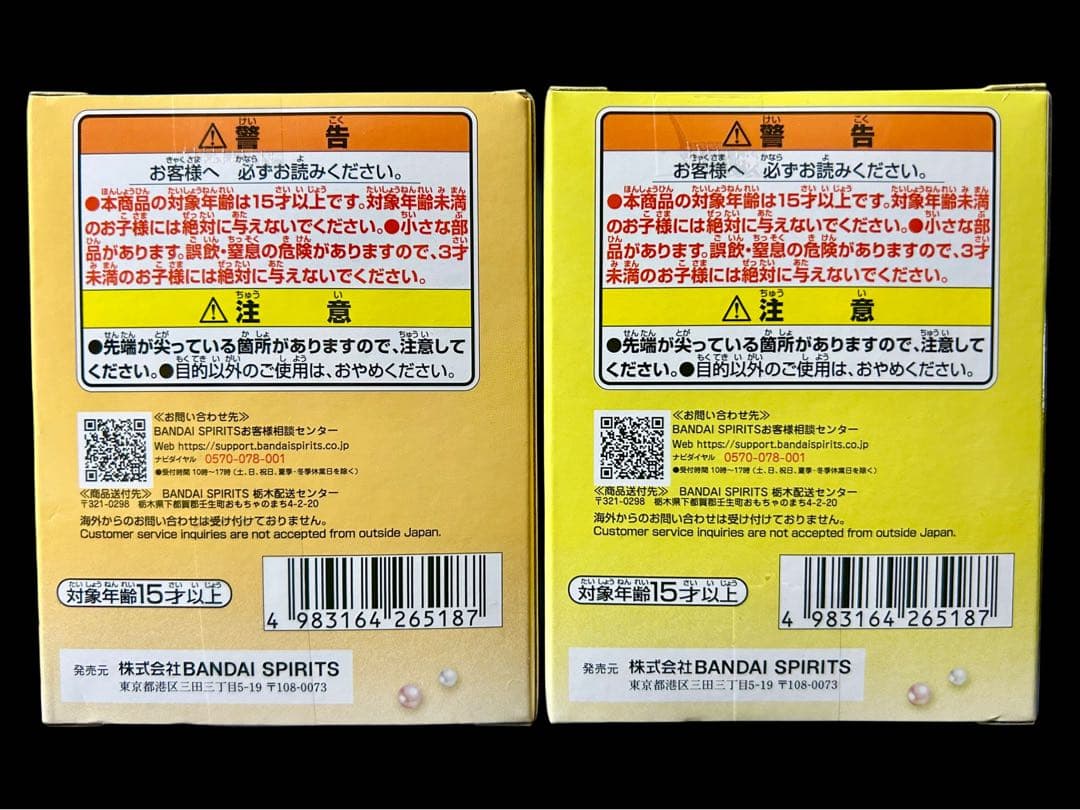 ⚠警告
お客様へ 必ずお読みください。
●本商品の対象年齢は15才以上です。対象年齢未満
のお子様には絶対に与えないでください。●小さな部
品があります。誤飲・窒息の危険がありますので、3才
未満のお子様には絶対に与えないでください。
⚠注意
●先端が尖っている箇所がありますので、注意して
ください。●目的以外のご使用は、おやめください。
≪お問い合わせ先≫
BANDAI SPIRITSお客様相談センター
Web https://support.bandaispirits.co.jp
ナビダイヤル 0570-078-001
●受付時間 10時～17時(土、日、祝日、夏季・冬季休業日を除く)
≪商品送付先≫ BANDAI SPIRITS 栃木配送センター
〒321-0298 栃木県下都賀郡壬生町おもちゃのまち4-2-20
海外からのお問い合わせは受け付けておりません。
Customer service inquiries are not accepted from outside Japan.
対象年齢15才以上
4 983164 265187
発売元 株式会社BANDAI SPIRITS
東京都港区三田三丁目5-19 〒108-0073
⚠警告
お客様へ 必ずお読みください。
●本商品の対象年齢は15才以上です。対象年齢未満
のお子様には絶対に与えないでください。●小さな部
品があります。誤飲・窒息の危険がありますので、3才
未満のお子様には絶対に与えないでください。
⚠注意
●先端が尖っている箇所がありますので、注意して
ください。●目的以外のご使用は、おやめください。
≪お問い合わせ先≫
BANDAI SPIRITSお客様相談センター
Web https://support.bandaispirits.co.jp
ナビダイヤル 0570-078-001
●受付時間 10時～17時(土、日、祝日、夏季・冬季休業日を除く)
≪商品送付先≫ BANDAI SPIRITS 栃木配送センター
〒321-0298 栃木県下都賀郡壬生町おもちゃのまち4-2-20
海外からのお問い合わせは受け付けておりません。
Customer service inquiries are not accepted from outside Japan.
対象年齢15才以上
4 983164 265187
発売元 株式会社BANDAI SPIRITS
東京都港区三田三丁目5-19 〒108-0073